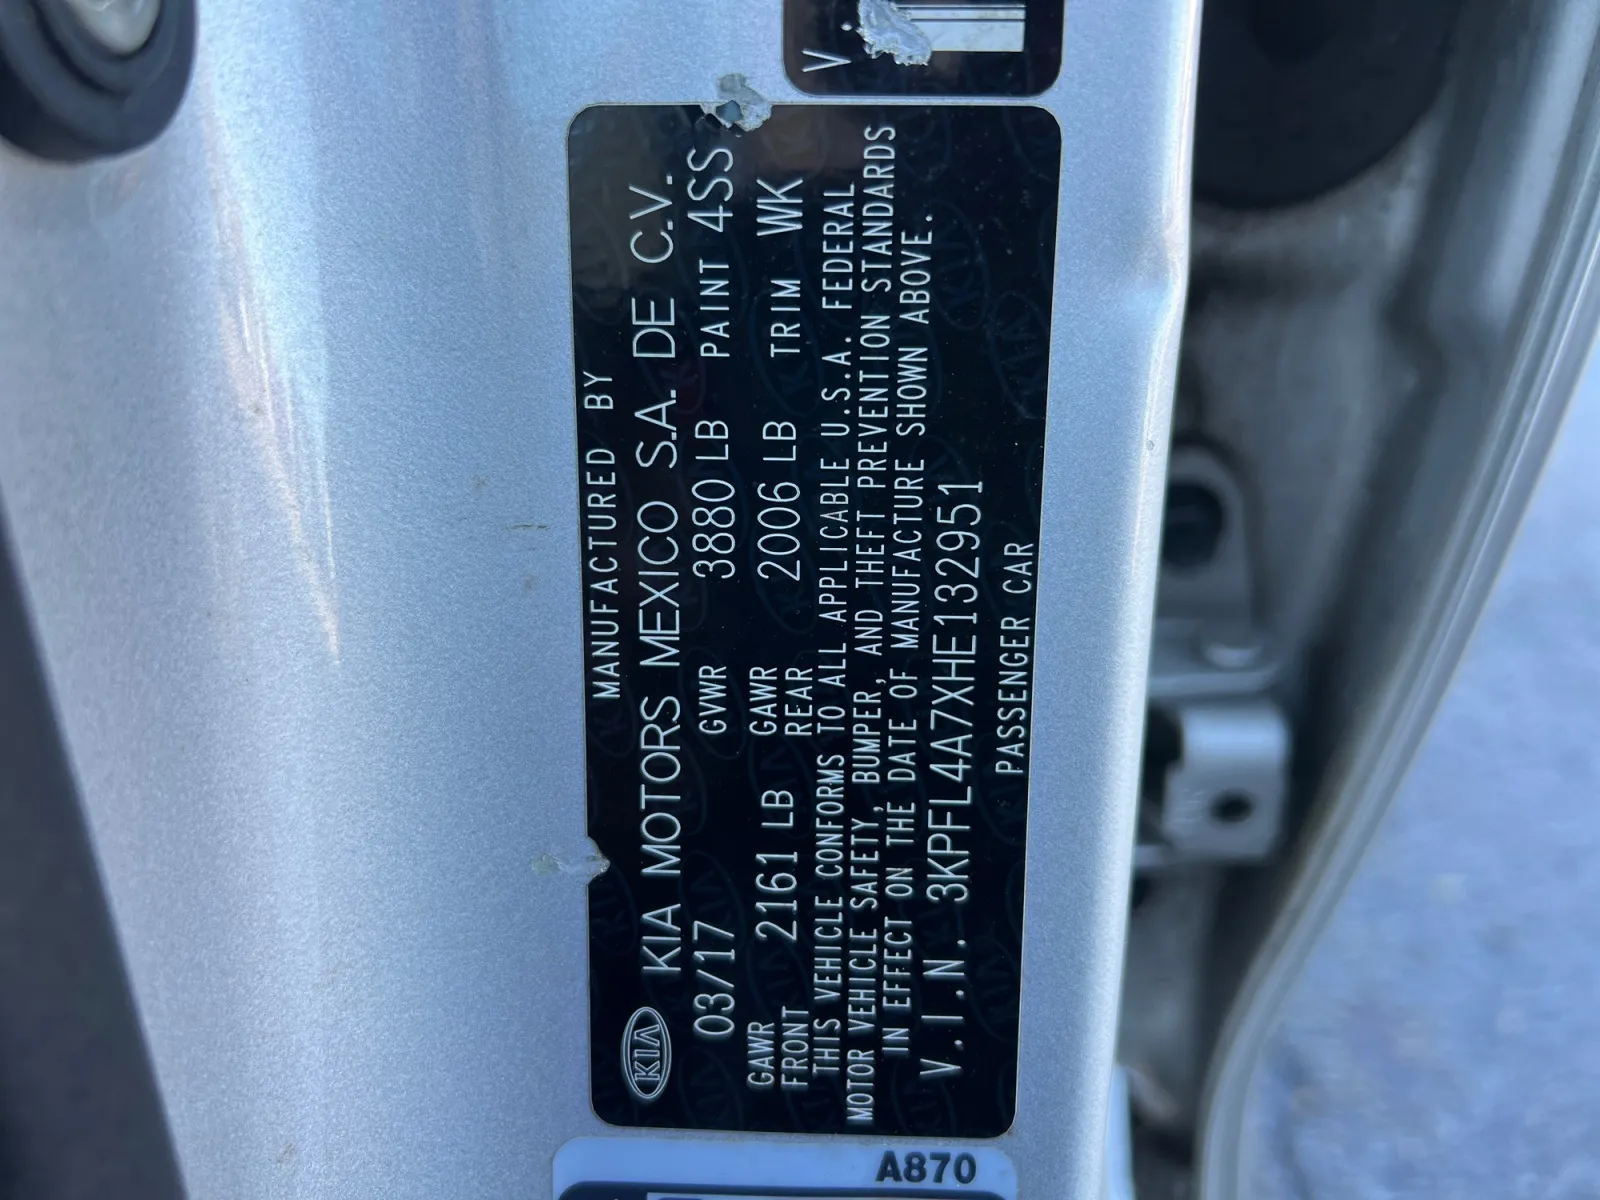 V.
MANUFACTURED BY
KIA KIA MOTORS MEXICO S.A. DE C.V.
03/17 GVWR 3880 LB PAINT 4SS
GAWR FRONT 2161 LB GAWR REAR 2006 LB TRIM WK
THIS VEHICLE CONFORMS TO ALL APPLICABLE U.S.A. FEDERAL
MOTOR VEHICLE SAFETY, BUMPER, AND THEFT PREVENTION STANDARDS
IN EFFECT ON THE DATE OF MANUFACTURE SHOWN ABOVE.
V.I.N. 3KPFL4A7XHE132951
PASSENGER CAR
A870